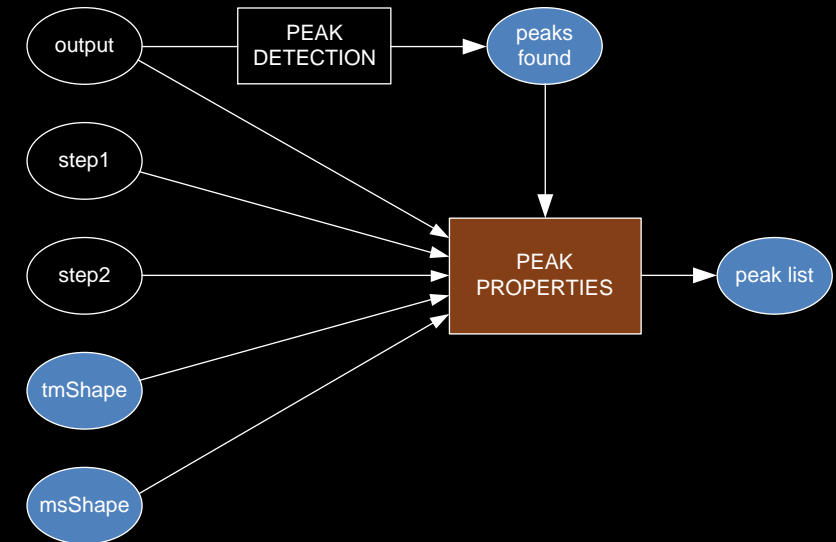 output
PEAK
DETECTION
peaks
found
step1
step2
PEAK
PROPERTIES
peak list
tmShape
msShape